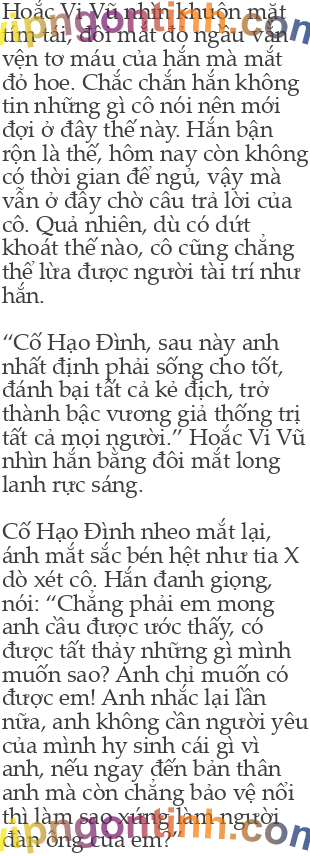 Hoắc Vi Vũ nhìn khuôn mặt
tím tái, đôi mắt đỏ ngầu vằn
vện tơ máu của hắn mà mắt
đỏ hoe. Chắc chắn hắn không
tin những gì cô nói nên mới
đợi ở đây thế này. Hắn bận
rộn là thế, hôm nay còn không
có thời gian để ngủ, vậy mà
vẫn ở đây chờ câu trả lời của
cô. Quả nhiên, dù có dứt
khoát thế nào, cô cũng chẳng
thể lừa được người tài trí như
hắn.
“Cố Hạo Đình, sau này anh
nhất định phải sống cho tốt,
đánh bại tất cả kẻ địch, trở
thành bậc vương giả thống trị
tất cả mọi người.” Hoắc Vi Vũ
nhìn hắn bằng đôi mắt long
lanh rực sáng.
Cố Hạo Đình nheo mắt lại,
ánh mắt sắc bén hệt như tia X
dò xét cô. Hắn đanh giọng,
nói: “Chẳng phải em mong
anh cầu được ước thấy, có
được tất thảy những gì mình
muốn sao? Anh chỉ muốn có
được em! Anh nhắc lại lần
nữa, anh không cần người yêu
của mình hy sinh cái gì vì
anh, nếu ngay đến bản thân
anh mà còn chẳng bảo vệ nổi
thì làm sao xứng làm người
đàn ông của em?”
vipngontinh.com
vipngontinh.com